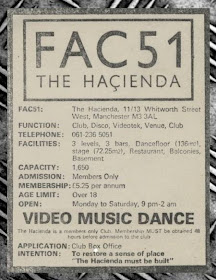 FAC51
THE HAÇIENDA
FAC51: The Hacienda, 11/13 Whitworth Street
West, Manchester M3 3AL
FUNCTION: Club, Disco, Videotek, Venue, Club
TELEPHONE: 061-236 5051
FACILITIES: 3 levels, 3 bars, Dancefloor (136m²),
stage (72.25m²), Restaurant, Balconies,
Basement
CAPACITY: 1,650
ADMISSION: Members Only
MEMBERSHIP: £5.25 per annum
AGE LIMIT: Over 18
OPEN: Monday to Saturday, 9 pm-2 am
VIDEO MUSIC DANCE
The Hacienda is a members only Club. Membership MUST be obtained 48
hours before admission to the club
APPLICATION: Club Box Office
INTENTION: To restore a sense of place
"The Hacienda must be built"